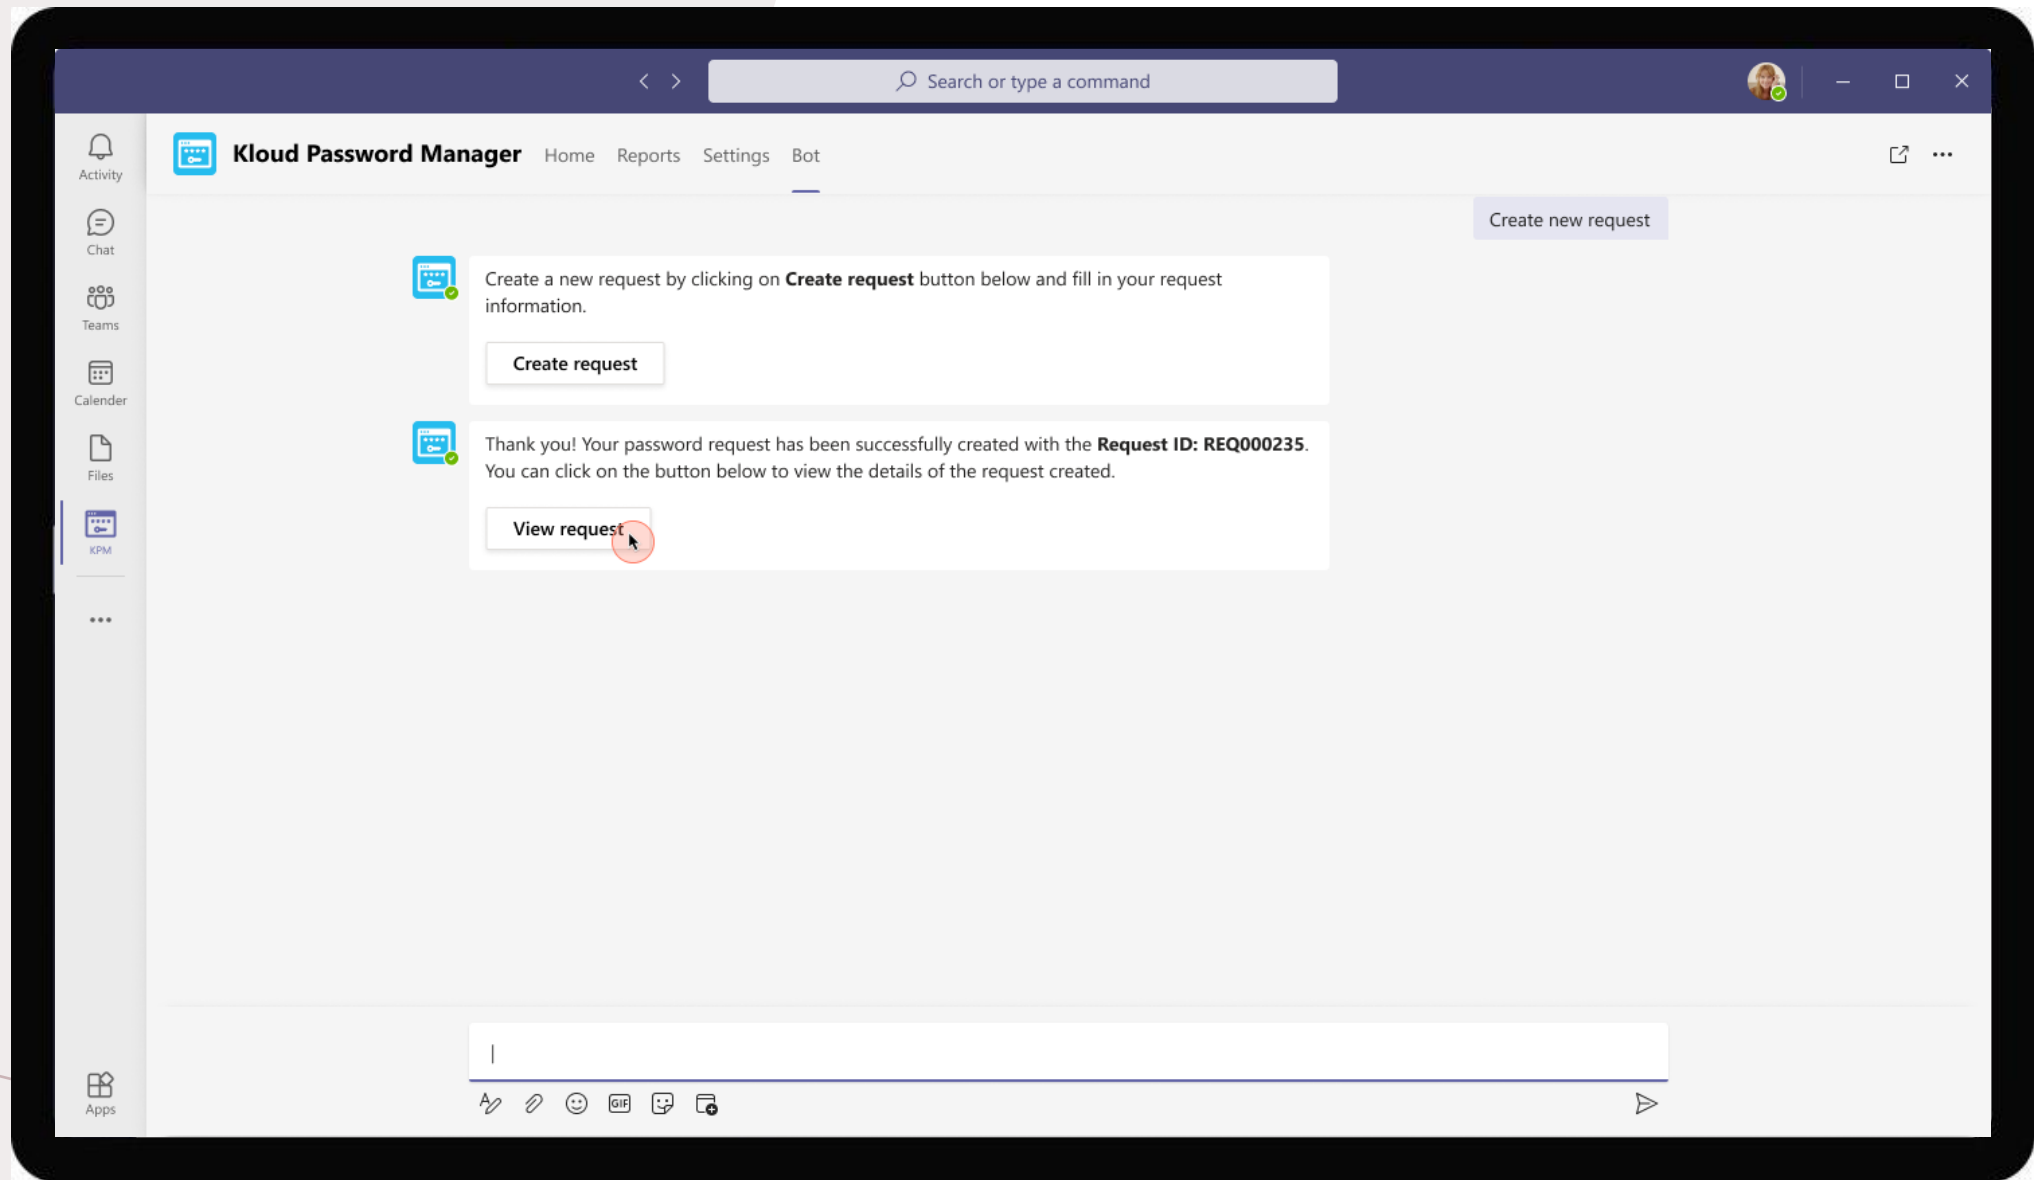 Search or type a command
Kloud Password Manager Home Reports Settings Bot
Activity
Chat
Teams
Calender
Files
KPM
Apps
Create new request
Create a new request by clicking on Create request button below and fill in your request
information.
Create request
Thank you! Your password request has been successfully created with the Request ID: REQ000235.
You can click on the button below to view the details of the request created.
View request
GIF